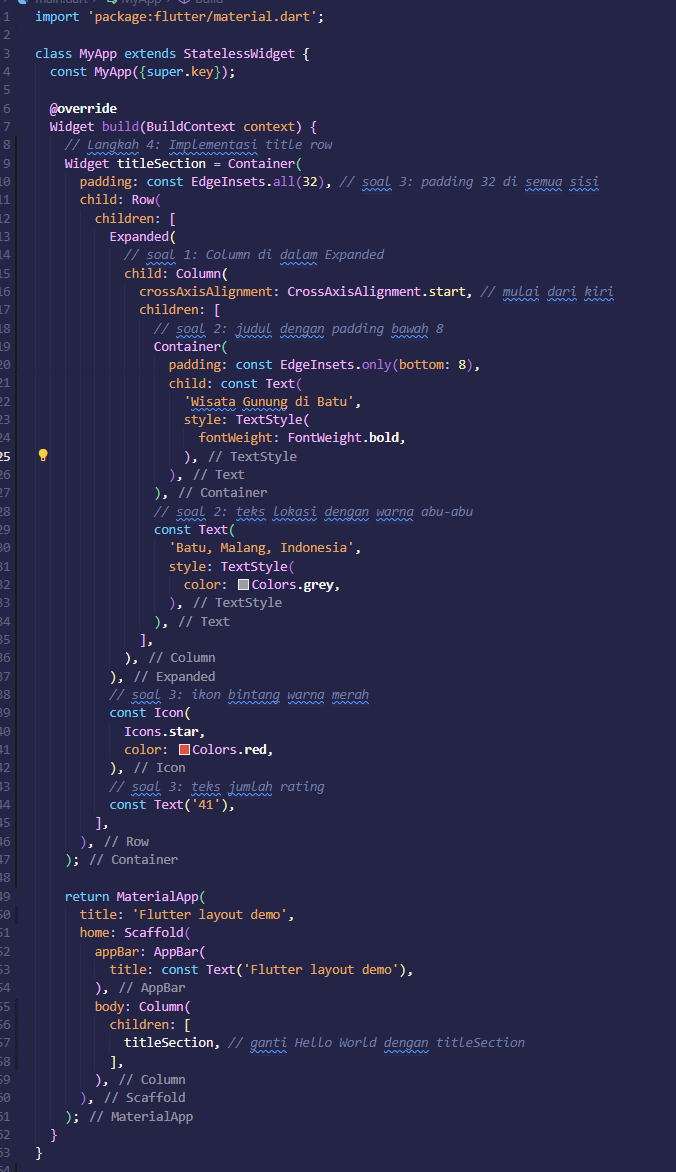 main.dart > MyApp > build
1 import 'package:flutter/material.dart';
2
3 class MyApp extends StatelessWidget {
4   const MyApp({super.key});
5
6   @override
7   Widget build(BuildContext context) {
8     // Langkah 4: Implementasi title row
9     Widget titleSection = Container(
10       padding: const EdgeInsets.all(32), // soal 3: padding 32 di semua sisi
11       child: Row(
12         children: [
13           Expanded(
14             // soal 1: Column di dalam Expanded
15             child: Column(
16               crossAxisAlignment: CrossAxisAlignment.start, // mulai dari kiri
17               children: [
18                 // soal 2: judul dengan padding bawah 8
19                 Container(
20                   padding: const EdgeInsets.only(bottom: 8),
21                   child: const Text(
22                     'Wisata Gunung di Batu',
23                     style: TextStyle(
24                       fontWeight: FontWeight.bold,
25                     ), // TextStyle
26                   ), // Text
27                 ), // Container
28                 // soal 2: teks lokasi dengan warna abu-abu
29                 const Text(
30                   'Batu, Malang, Indonesia',
31                   style: TextStyle(
32                     color: Colors.grey,
33                   ), // TextStyle
34                 ), // Text
35               ],
36             ), // Column
37           ), // Expanded
38           // soal 3: ikon bintang warna merah
39           const Icon(
40             Icons.star,
41             color: Colors.red,
42           ), // Icon
43           // soal 3: teks jumlah rating
44           const Text('41'),
45         ],
46       ), // Row
47     ); // Container
48
49     return MaterialApp(
50       title: 'Flutter layout demo',
51       home: Scaffold(
52         appBar: AppBar(
53           title: const Text('Flutter layout demo'),
54         ), // AppBar
55         body: Column(
56           children: [
57             titleSection, // ganti Hello World dengan titleSection
58           ],
59         ), // Column
60       ), // Scaffold
61     ); // MaterialApp
62   }
63 }
64